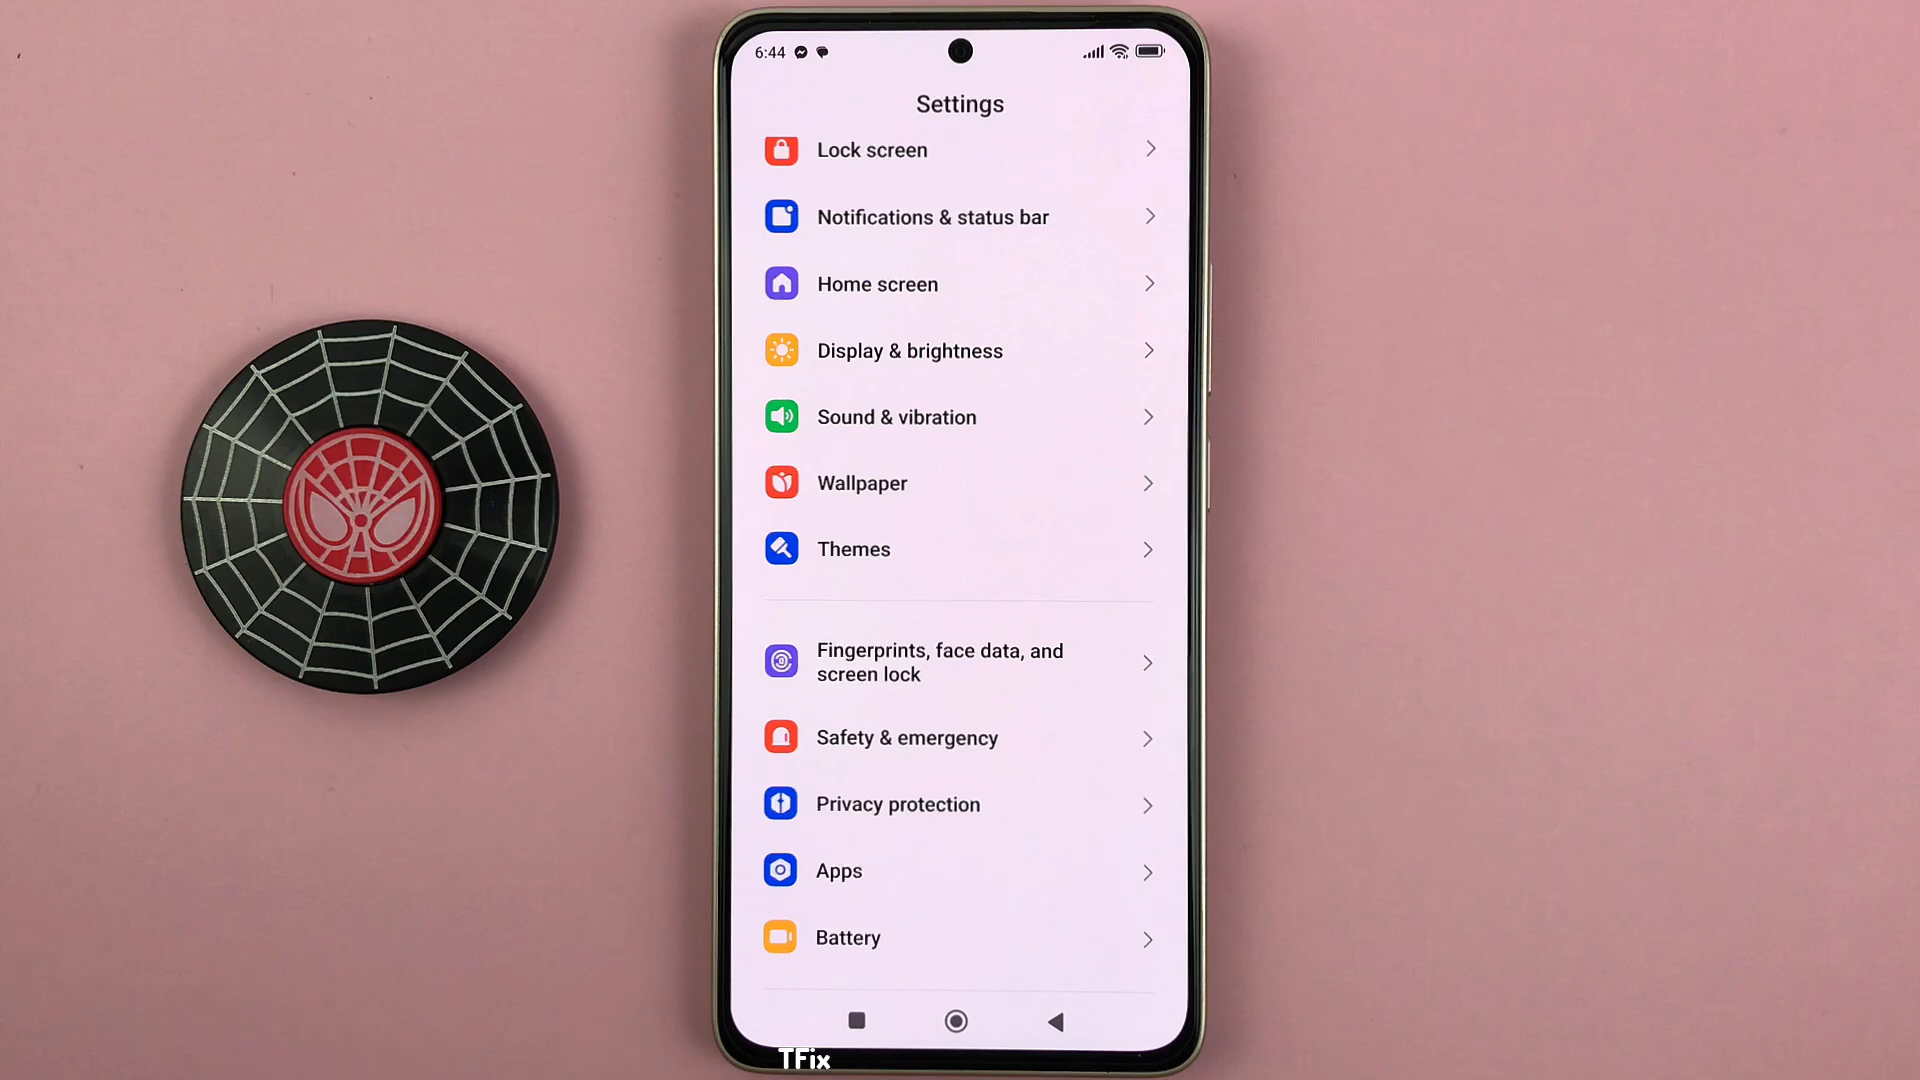 6:44
Settings
Lock screen
Notifications & status bar
Home screen
Display & brightness
Sound & vibration
Wallpaper
Themes
Fingerprints, face data, and
screen lock
Safety & emergency
Privacy protection
Apps
Battery
TFix